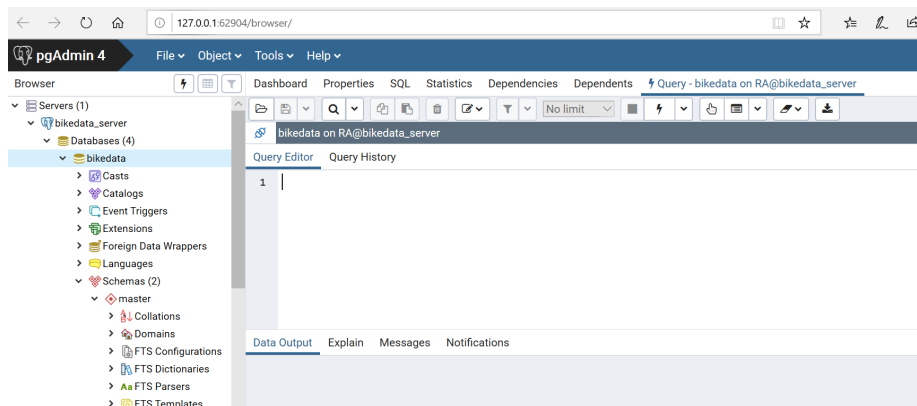 127.0.0.1:62904/browser/
pgAdmin 4 File Object Tools Help
Browser Dashboard Properties SQL Statistics Dependencies Dependents Query - bikedata on RA@bikedata_server
Servers (1) No limit
bikedata_server bikedata on RA@bikedata_server
Databases (4)
bikedata Query Editor Query History
Casts 1
Catalogs
Event Triggers
Extensions
Foreign Data Wrappers
Languages
Schemas (2)
master
Collations
Domains
FTS Configurations Data Output Explain Messages Notifications
FTS Dictionaries
Aa FTS Parsers
FTS Templates